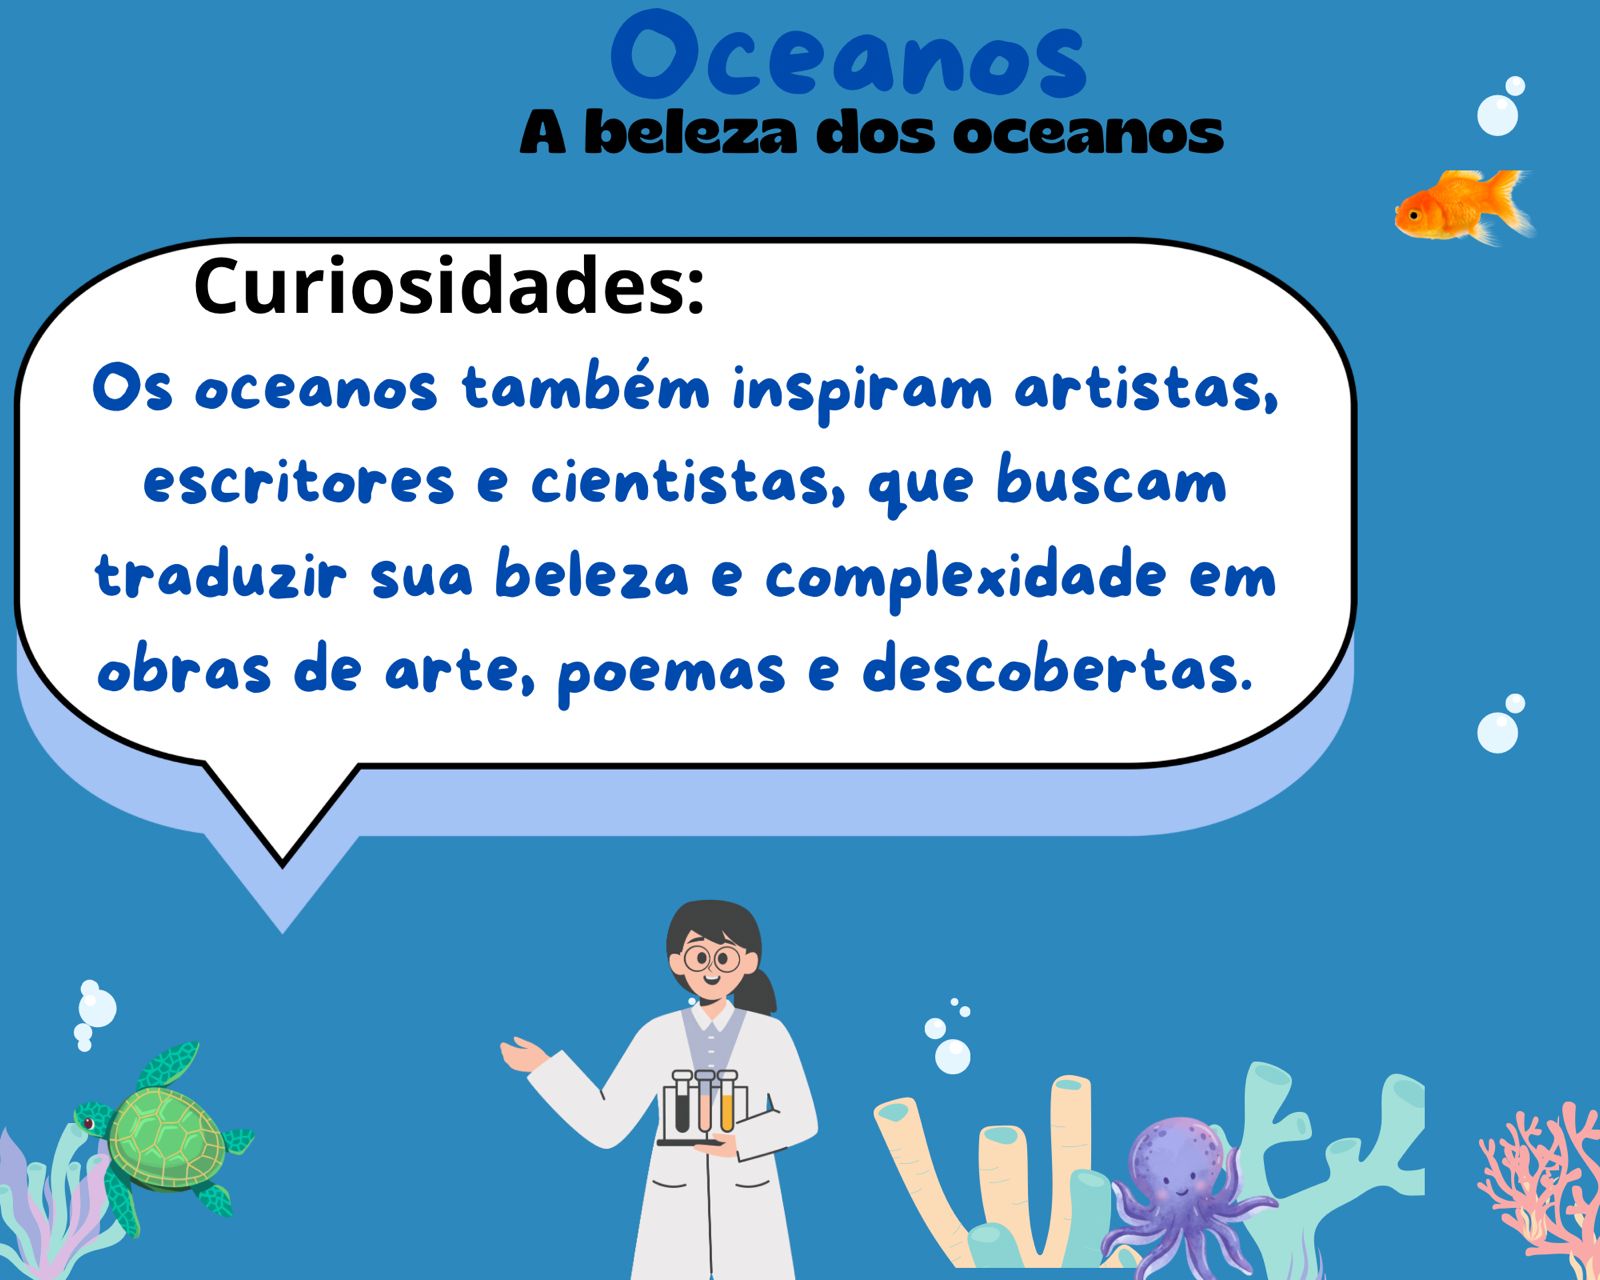 Oceanos
A beleza dos oceanos
Curiosidades:
Os oceanos também inspiram artistas,
escritores e cientistas, que buscam
traduzir sua beleza e complexidade em
obras de arte, poemas e descobertas.